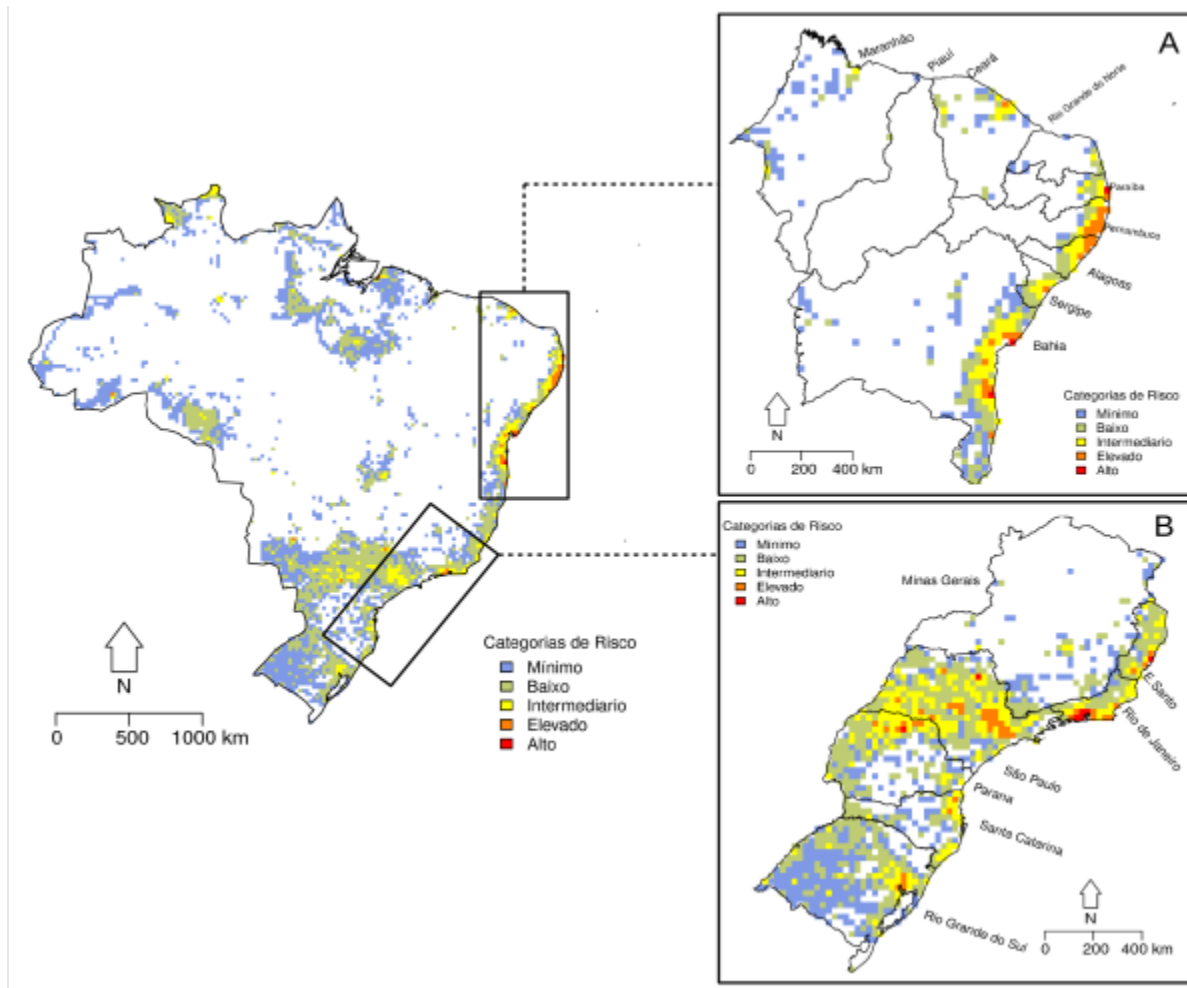 Categorias de Risco
Mínimo
Baixo
Intermediario
Elevado
Alto
N
0 500 1000 km
A
Maranhão
Piauí
Ceará
Rio Grande do Norte
Paraíba
Pernambuco
Alagoas
Sergipe
Bahia
Categorias de Risco
Mínimo
Baixo
Intermediario
Elevado
Alto
N
0 200 400 km
B
Categorias de Risco
Mínimo
Baixo
Intermediario
Elevado
Alto
Minas Gerais
E. Santo
Rio de Janeiro
São Paulo
Parana
Santa Catarina
Rio Grande do Sul
N
0 200 400 km